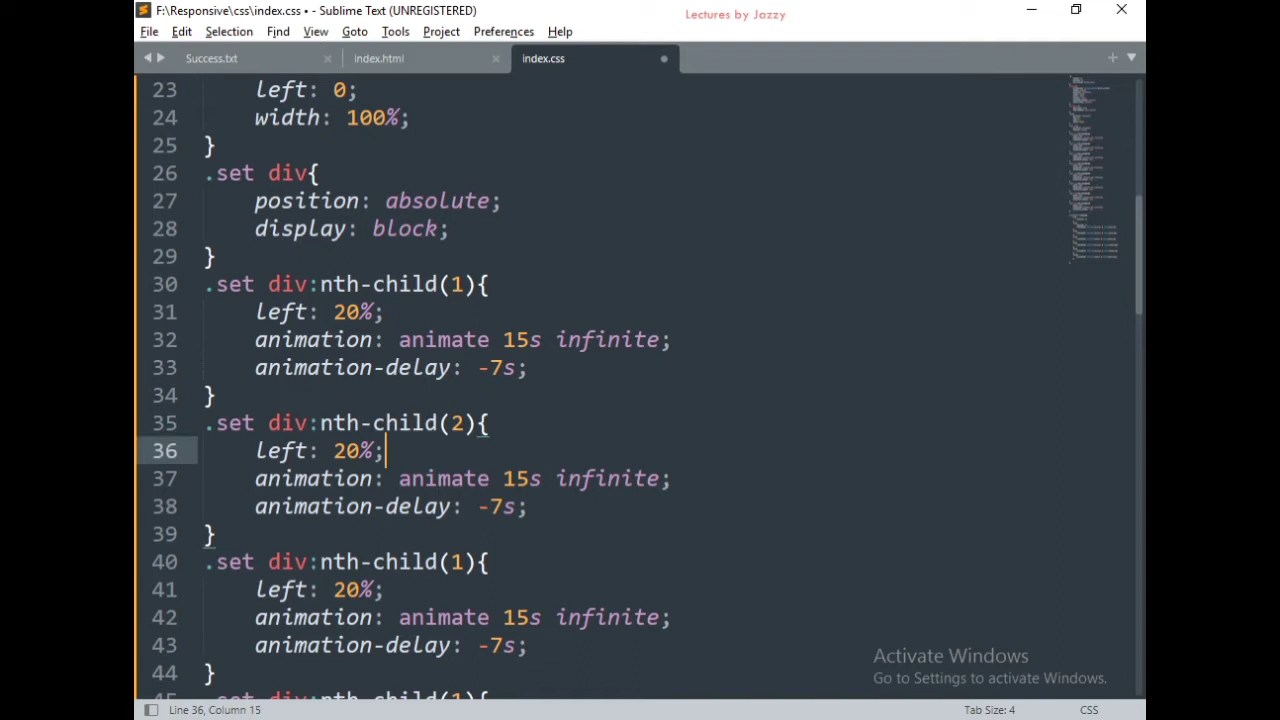 F:\Responsive\css\index.css • - Sublime Text (UNREGISTERED)
Lectures by Jazzy
File Edit Selection Find View Goto Tools Project Preferences Help
Success.txt index.html index.css
23 left: 0;
24 width: 100%;
25 }
26 .set div{
27 position: absolute;
28 display: block;
29 }
30 .set div:nth-child(1){
31 left: 20%;
32 animation: animate 15s infinite;
33 animation-delay: -7s;
34 }
35 .set div:nth-child(2){
36 left: 20%;
37 animation: animate 15s infinite;
38 animation-delay: -7s;
39 }
40 .set div:nth-child(1){
41 left: 20%;
42 animation: animate 15s infinite;
43 animation-delay: -7s;
44 }
45 .set div:nth-child(1){
Activate Windows
Go to Settings to activate Windows.
Line 36, Column 15 Tab Size: 4 CSS